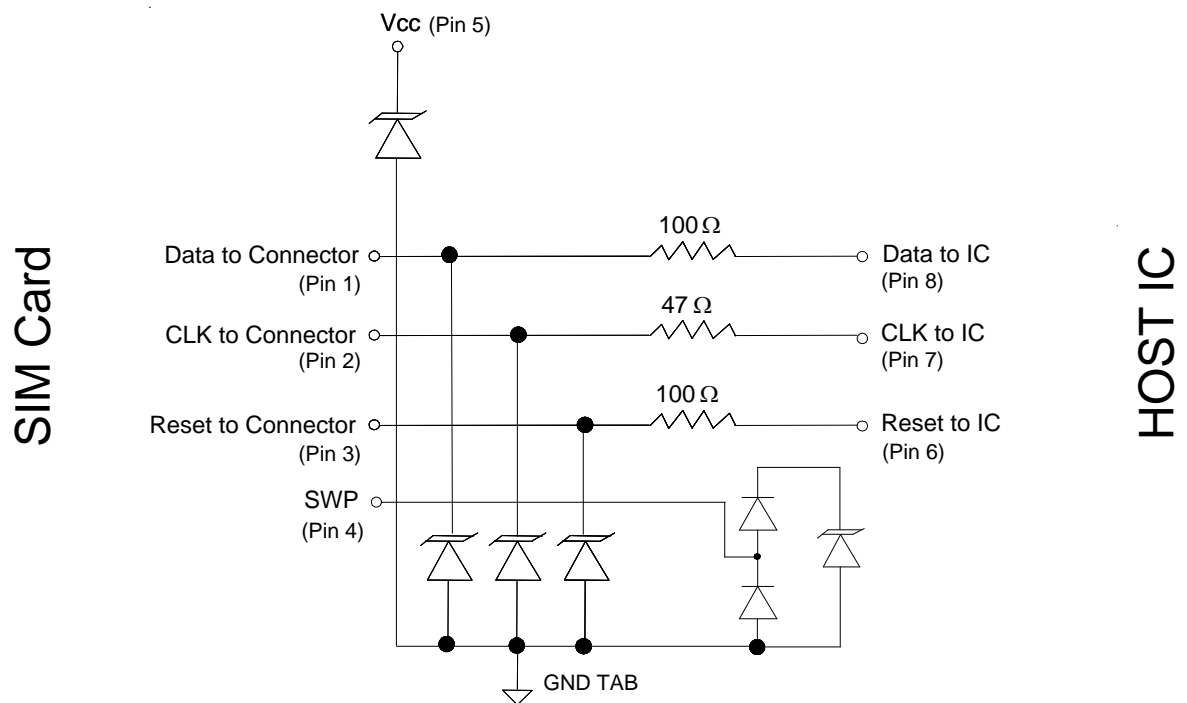 Vcc (Pin 5)
SIM Card
HOST IC
100 Ω
Data to Connector
(Pin 1)
Data to IC
(Pin 8)
47 Ω
CLK to Connector
(Pin 2)
CLK to IC
(Pin 7)
100 Ω
Reset to Connector
(Pin 3)
Reset to IC
(Pin 6)
SWP
(Pin 4)
GND TAB